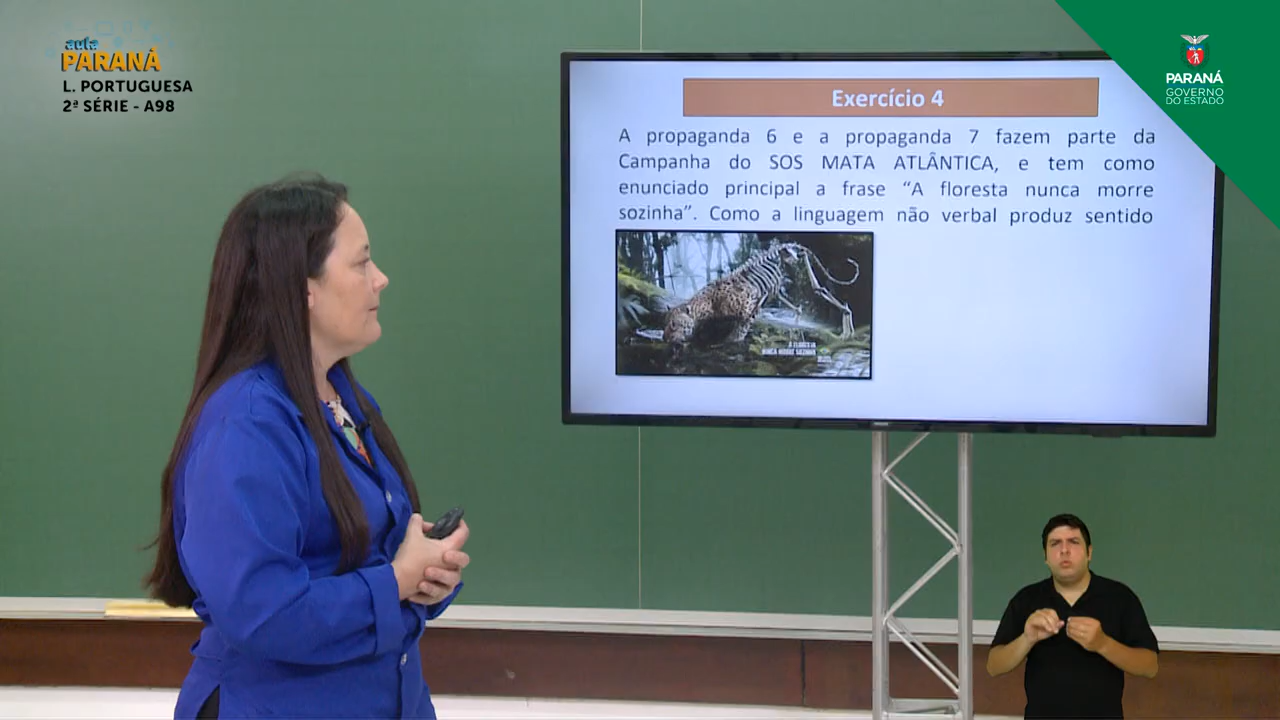 aula
PARANÁ
L. PORTUGUESA
2ª SÉRIE - A98
PARANÁ
GOVERNO
DO ESTADO
Exercício 4
A propaganda 6 e a propaganda 7 fazem parte da
Campanha do SOS MATA ATLÂNTICA, e tem como
enunciado principal a frase “A floresta nunca morre
sozinha”. Como a linguagem não verbal produz sentido
A FLORESTA
NUNCA MORRE SOZINHA